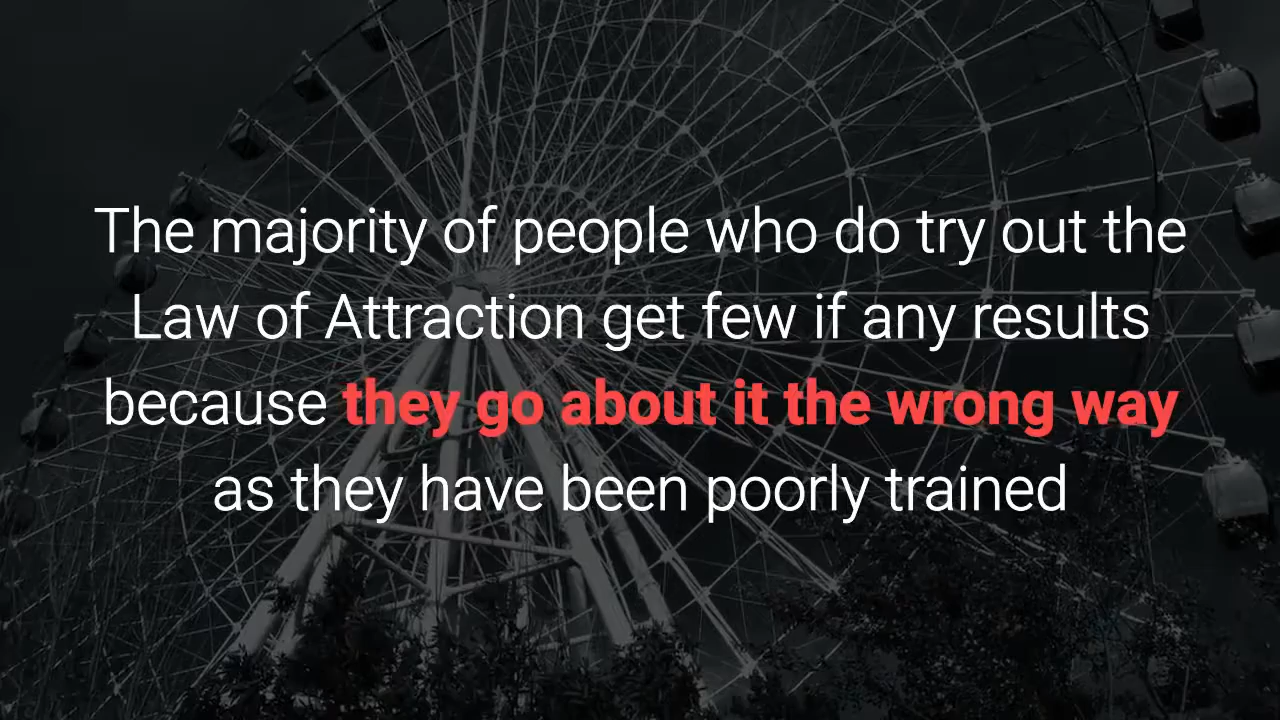 The majority of people who do try out the
Law of Attraction get few if any results
because they go about it the wrong way
as they have been poorly trained